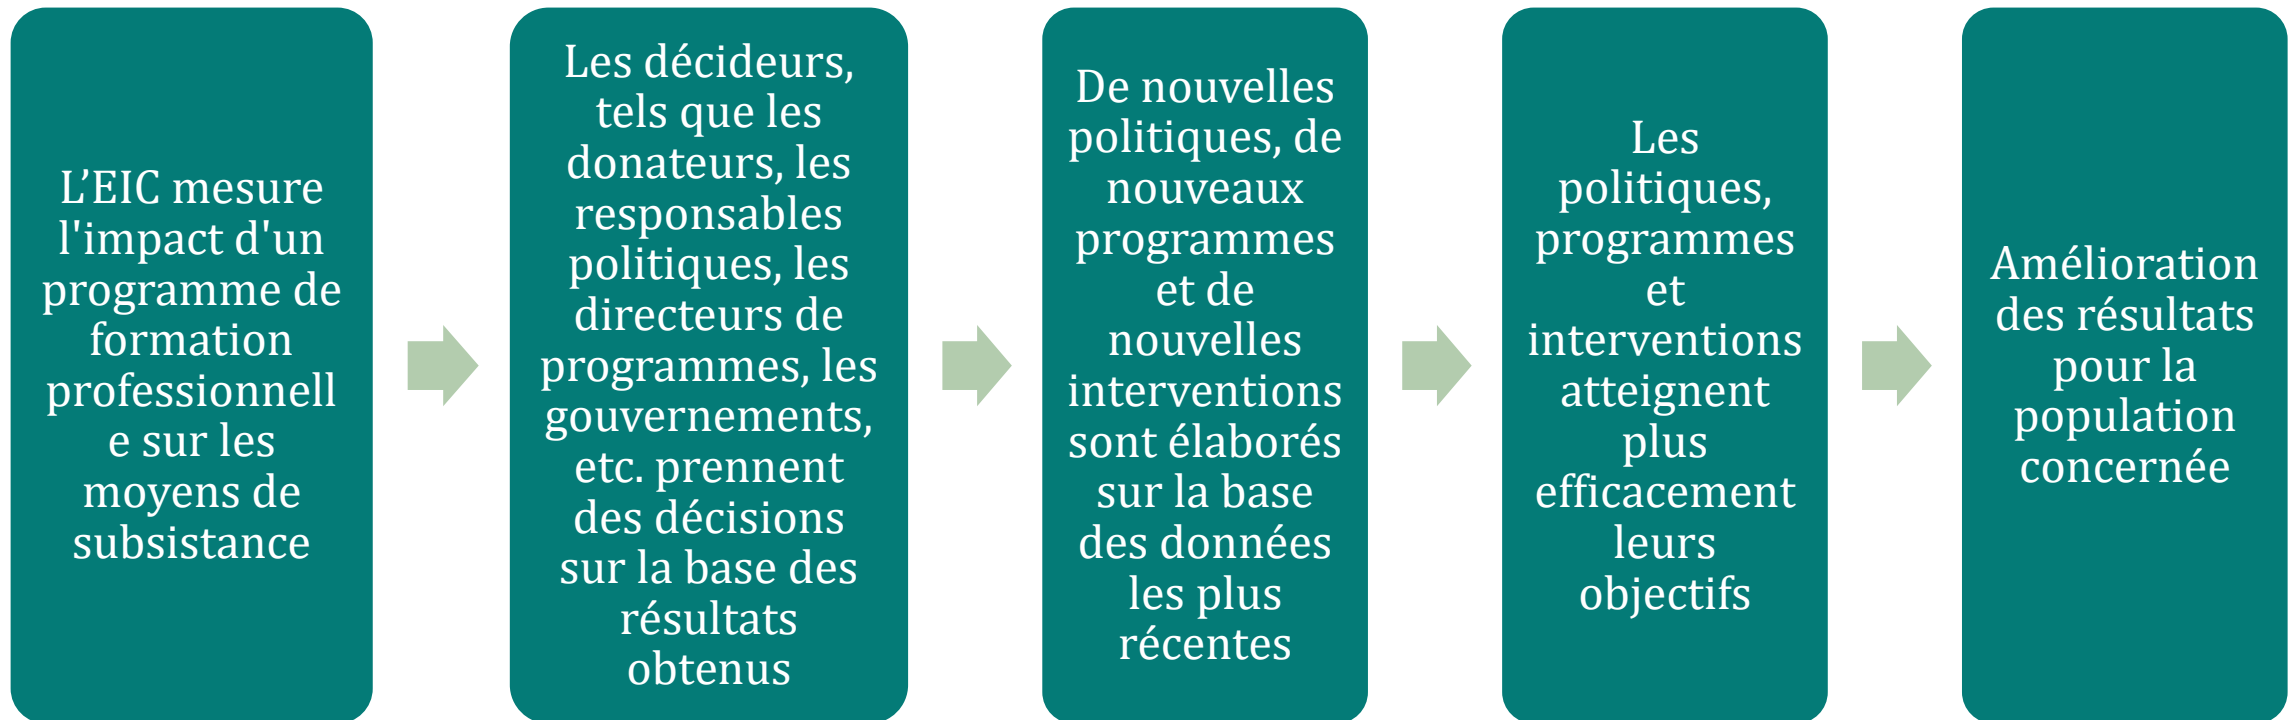 L’EIC mesure
l'impact d'un
programme de
formation
professionnell
e sur les
moyens de
subsistance
Les décideurs,
tels que les
donateurs, les
responsables
politiques, les
directeurs de
programmes, les
gouvernements,
etc. prennent
des décisions
sur la base des
résultats
obtenus
De nouvelles
politiques, de
nouveaux
programmes
et de
nouvelles
interventions
sont élaborés
sur la base
des données
les plus
récentes
Les
politiques,
programmes
et
interventions
atteignent
plus
efficacement
leurs
objectifs
Amélioration
des résultats
pour la
population
concernée